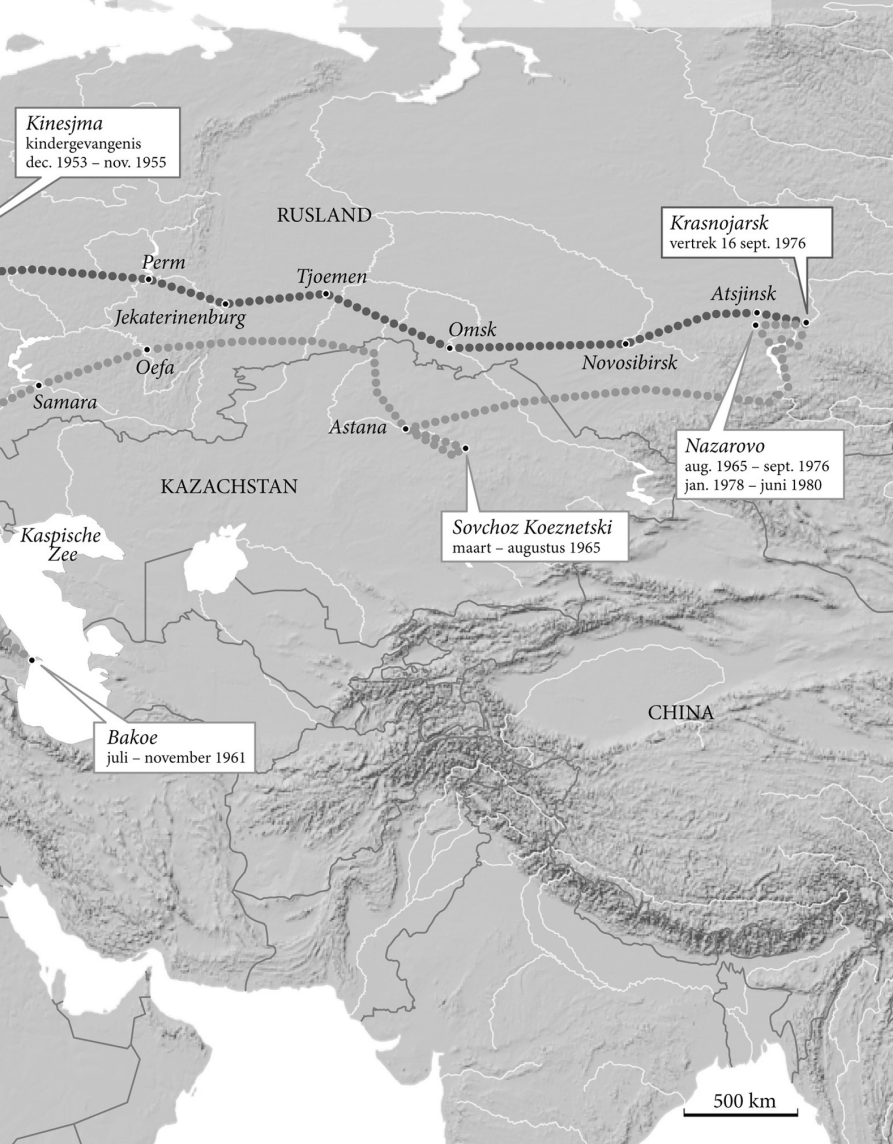 Kinesjma
kindergevangenis
dec. 1953 – nov. 1955
RUSLAND
Krasnojarsk
vertrek 16 sept. 1976
Perm
Tjoemen
Atsjinsk
Jekaterinenburg
Omsk
Oefa
Novosibirsk
Samara
Astana
Nazarovo
aug. 1965 – sept. 1976
jan. 1978 – juni 1980
KAZACHSTAN
Sovchoz Koeznetski
maart – augustus 1965
Kaspische
Zee
CHINA
Bakoe
juli – november 1961
500 km